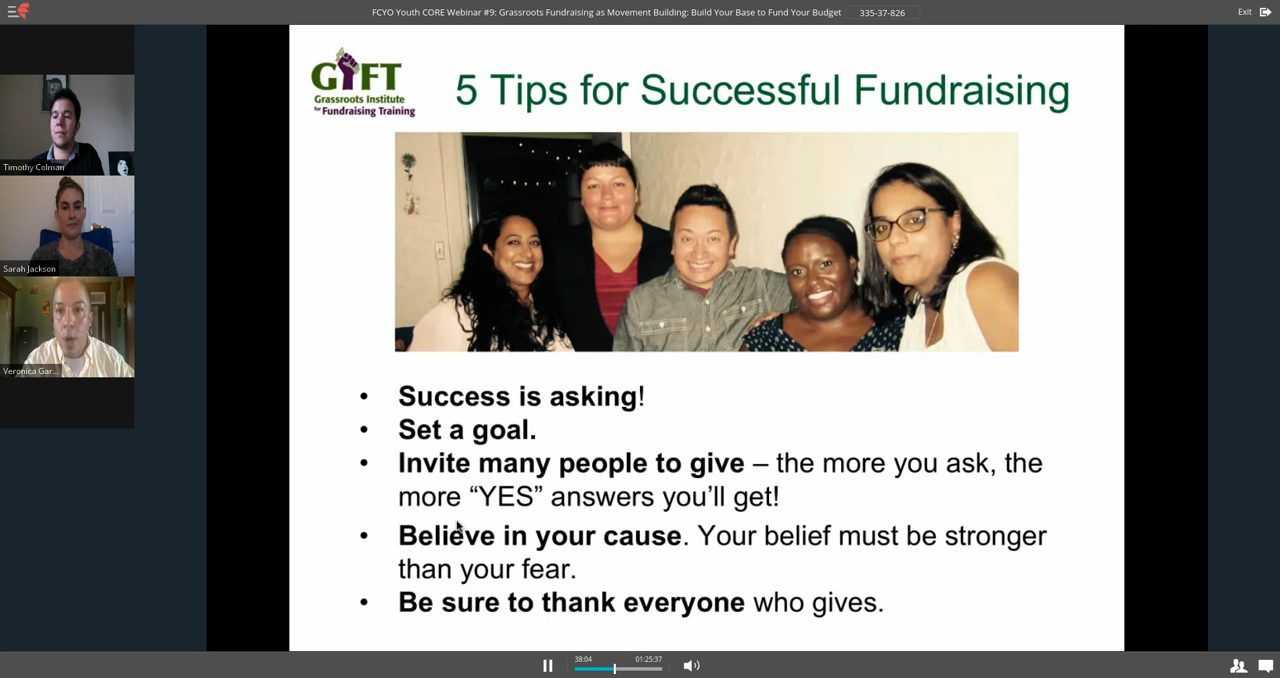 FCYO Youth CORE Webinar #9: Grassroots Fundraising as Movement Building: Build Your Base to Fund Your Budget
335-37-826
Exit
Timothy Colman
Sarah Jackson
Veronica Gar...
GIFT
Grassroots Institute
for Fundraising Training
5 Tips for Successful Fundraising
• Success is asking!
• Set a goal.
• Invite many people to give – the more you ask, the
more “YES” answers you’ll get!
• Believe in your cause. Your belief must be stronger
than your fear.
• Be sure to thank everyone who gives.
38:04
01:25:37